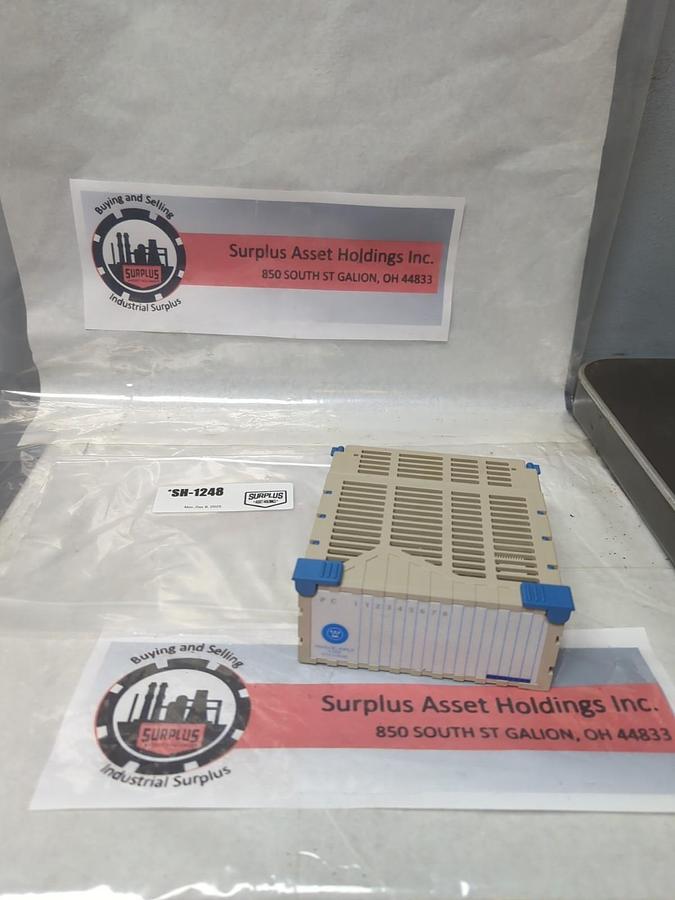 Buying and Selling
SURPLUS
Industrial Surplus
Surplus Asset Holdings Inc.
850 SOUTH ST GALION, OH 44833
*SH-1248
SURPLUS
P C 1 1 2 3 4 5 6 7 8
Buying and Selling
SURPLUS
Industrial Surplus
Surplus Asset Holdings Inc.
850 SOUTH ST GALION, OH 44833